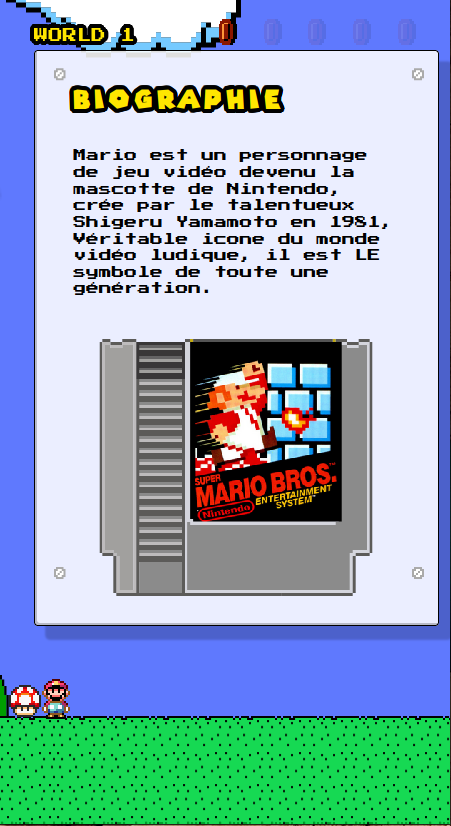 WORLD 1
BIOGRAPHIE
Mario est un personnage
de jeu vidéo devenu la
mascotte de Nintendo,
crée par le talentueux
Shigeru Yamamoto en 1981,
Véritable icone du monde
vidéo ludique, il est LE
symbole de toute une
génération.
SUPER
MARIO BROS.™
Nintendo
ENTERTAINMENT
SYSTEM